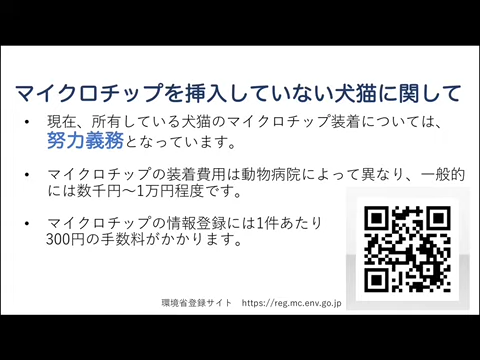 マイクロチップを挿入していない犬猫に関して
• 現在、所有している犬猫のマイクロチップ装着については、
努力義務となっています。
• マイクロチップの装着費用は動物病院によって異なり、一般的
には数千円～1万円程度です。
• マイクロチップの情報登録には1件あたり
300円の手数料がかかります。
環境省登録サイト https://reg.mc.env.go.jp